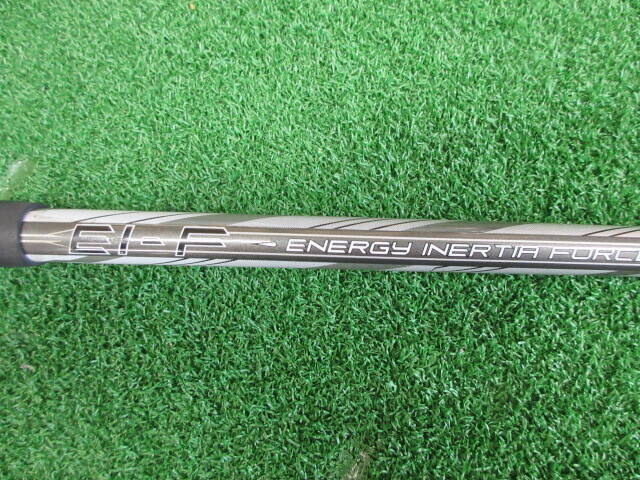 EI-F - ENERGY INERTIA FORC